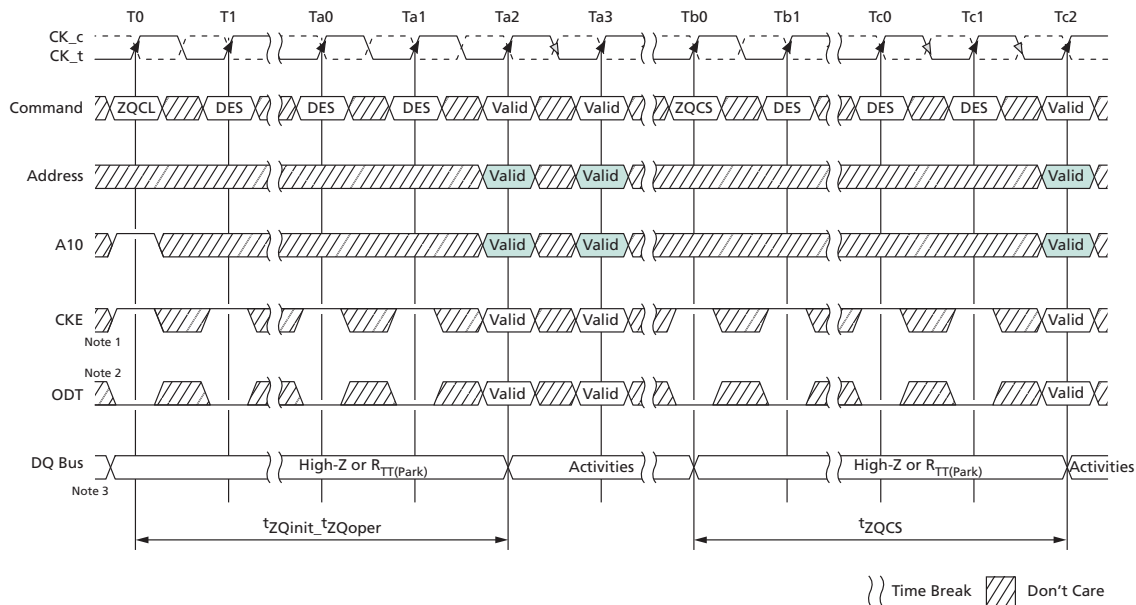 T0 T1 Ta0 Ta1 Ta2 Ta3 Tb0 Tb1 Tc0 Tc1 Tc2
CK_c
CK_t
Command ZQCL DES DES DES Valid Valid ZQCS DES DES DES Valid
Address Valid Valid Valid
A10 Valid Valid Valid
CKE Valid Valid Valid
Note 1
Note 2
ODT Valid Valid Valid
DQ Bus High-Z or RTT(Park) Activities High-Z or RTT(Park) Activities
Note 3
tZQinit_tZQoper tZQCS
Time Break Don't Care